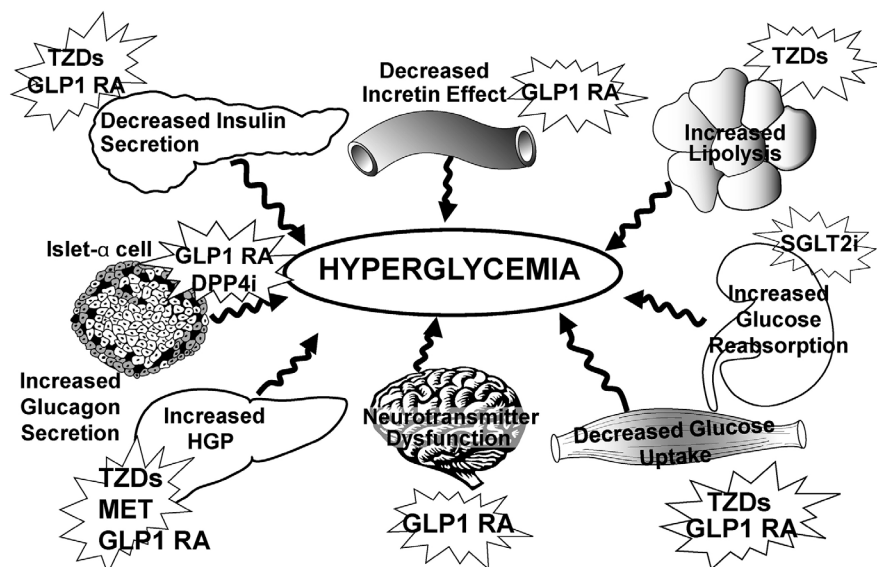 TZDs
GLP1 RA
Decreased Insulin
Secretion
Decreased
Incretin Effect
GLP1 RA
TZDs
Increased
Lipolysis
Islet-α cell
GLP1 RA
DPP4i
HYPERGLYCEMIA
SGLT2i
Increased
Glucose
Reabsorption
Increased
Glucagon
Secretion
Increased
HGP
TZDs
MET
GLP1 RA
Neurotransmitter
Dysfunction
GLP1 RA
Decreased Glucose
Uptake
TZDs
GLP1 RA